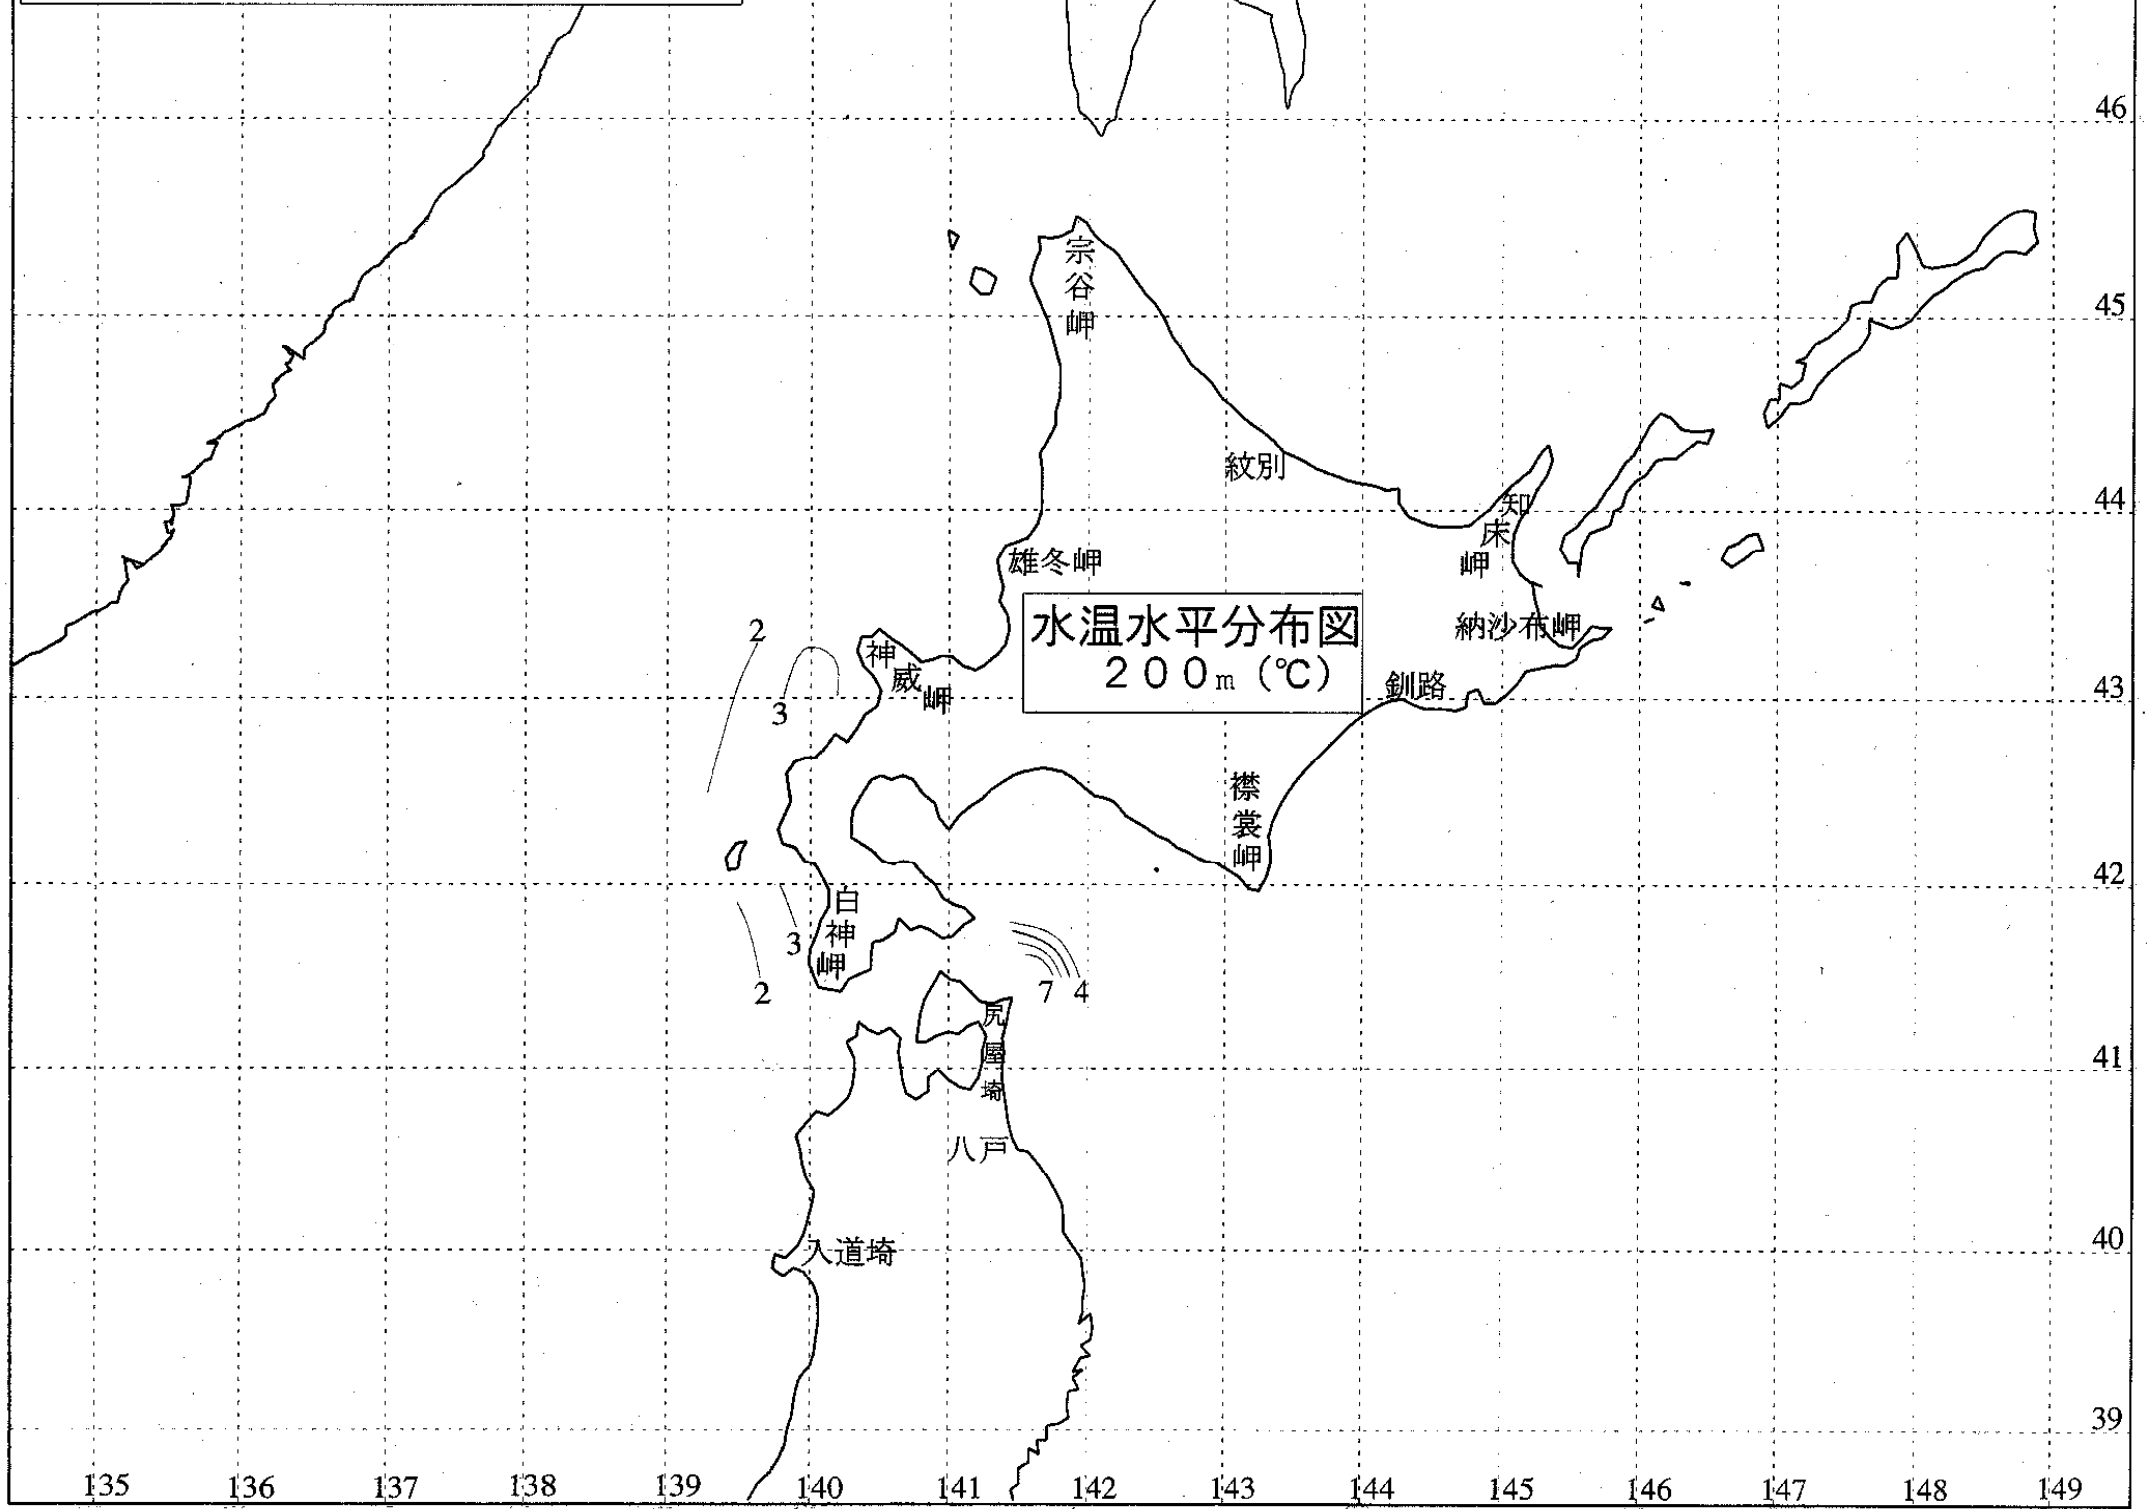 46
宗谷岬
45
紋別
44
知床岬
雄冬岬
水温水平分布図
200m (℃)
納沙布岬
2
神威岬
釧路
3
43
襟裳岬
42
白神岬
3
2
7 4
尻屋埼
41
八戸
入道埼
40
39
135 136 137 138 139 140 141 142 143 144 145 146 147 148 149